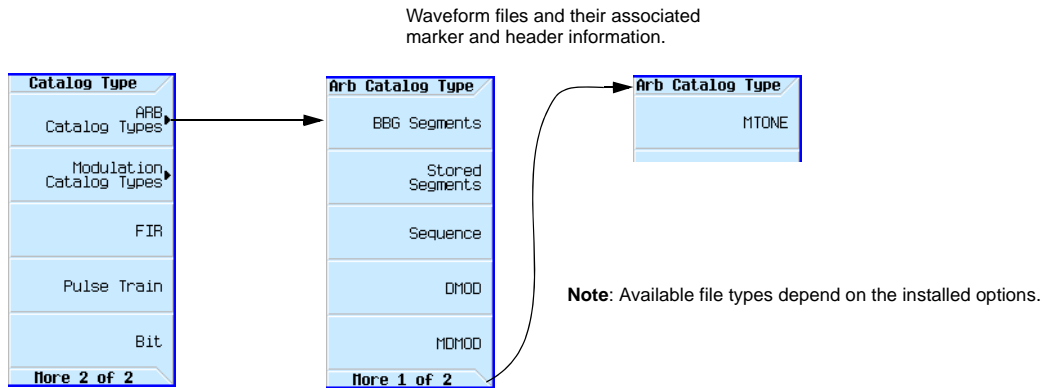 Waveform files and their associated
marker and header information.
Catalog Type
ARB
Catalog Types
Modulation
Catalog Types
FIR
Pulse Train
Bit
More 2 of 2
Arb Catalog Type
BBG Segments
Stored
Segments
Sequence
DMOD
MDMOD
More 1 of 2
Arb Catalog Type
MTONE
Note: Available file types depend on the installed options.